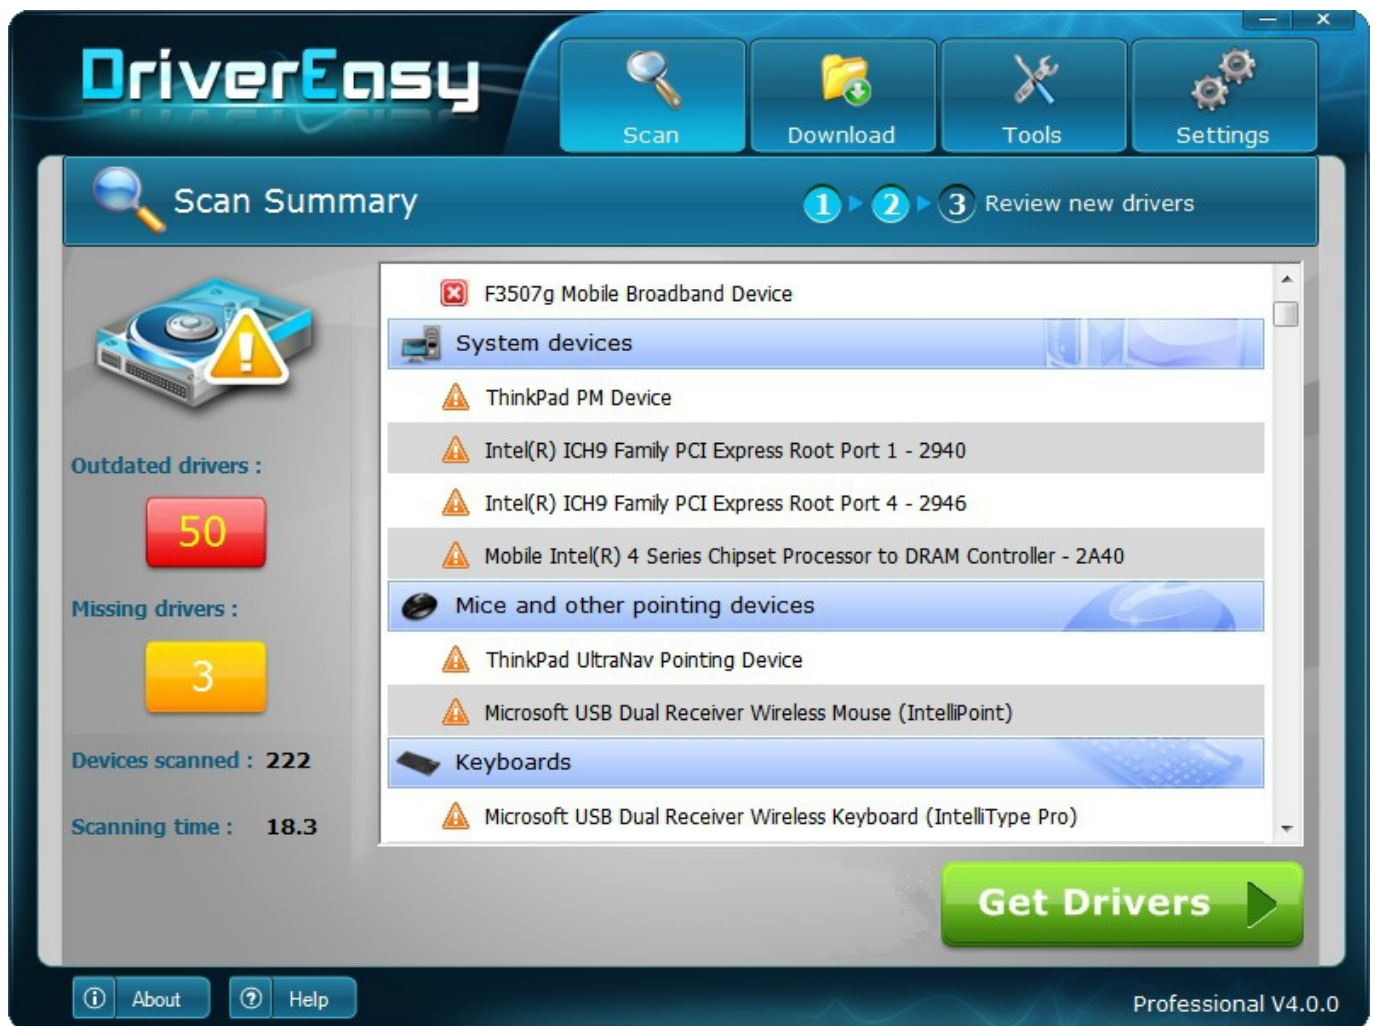 DriverEasy
Scan
Download
Tools
Settings
Scan Summary
1 2 3 Review new drivers
F3507g Mobile Broadband Device
System devices
ThinkPad PM Device
Intel(R) ICH9 Family PCI Express Root Port 1 - 2940
Intel(R) ICH9 Family PCI Express Root Port 4 - 2946
Mobile Intel(R) 4 Series Chipset Processor to DRAM Controller - 2A40
Mice and other pointing devices
ThinkPad UltraNav Pointing Device
Microsoft USB Dual Receiver Wireless Mouse (IntelliPoint)
Keyboards
Microsoft USB Dual Receiver Wireless Keyboard (IntelliType Pro)
Outdated drivers :
50
Missing drivers :
3
Devices scanned : 222
Scanning time : 18.3
Get Drivers
About
Help
Professional V4.0.0